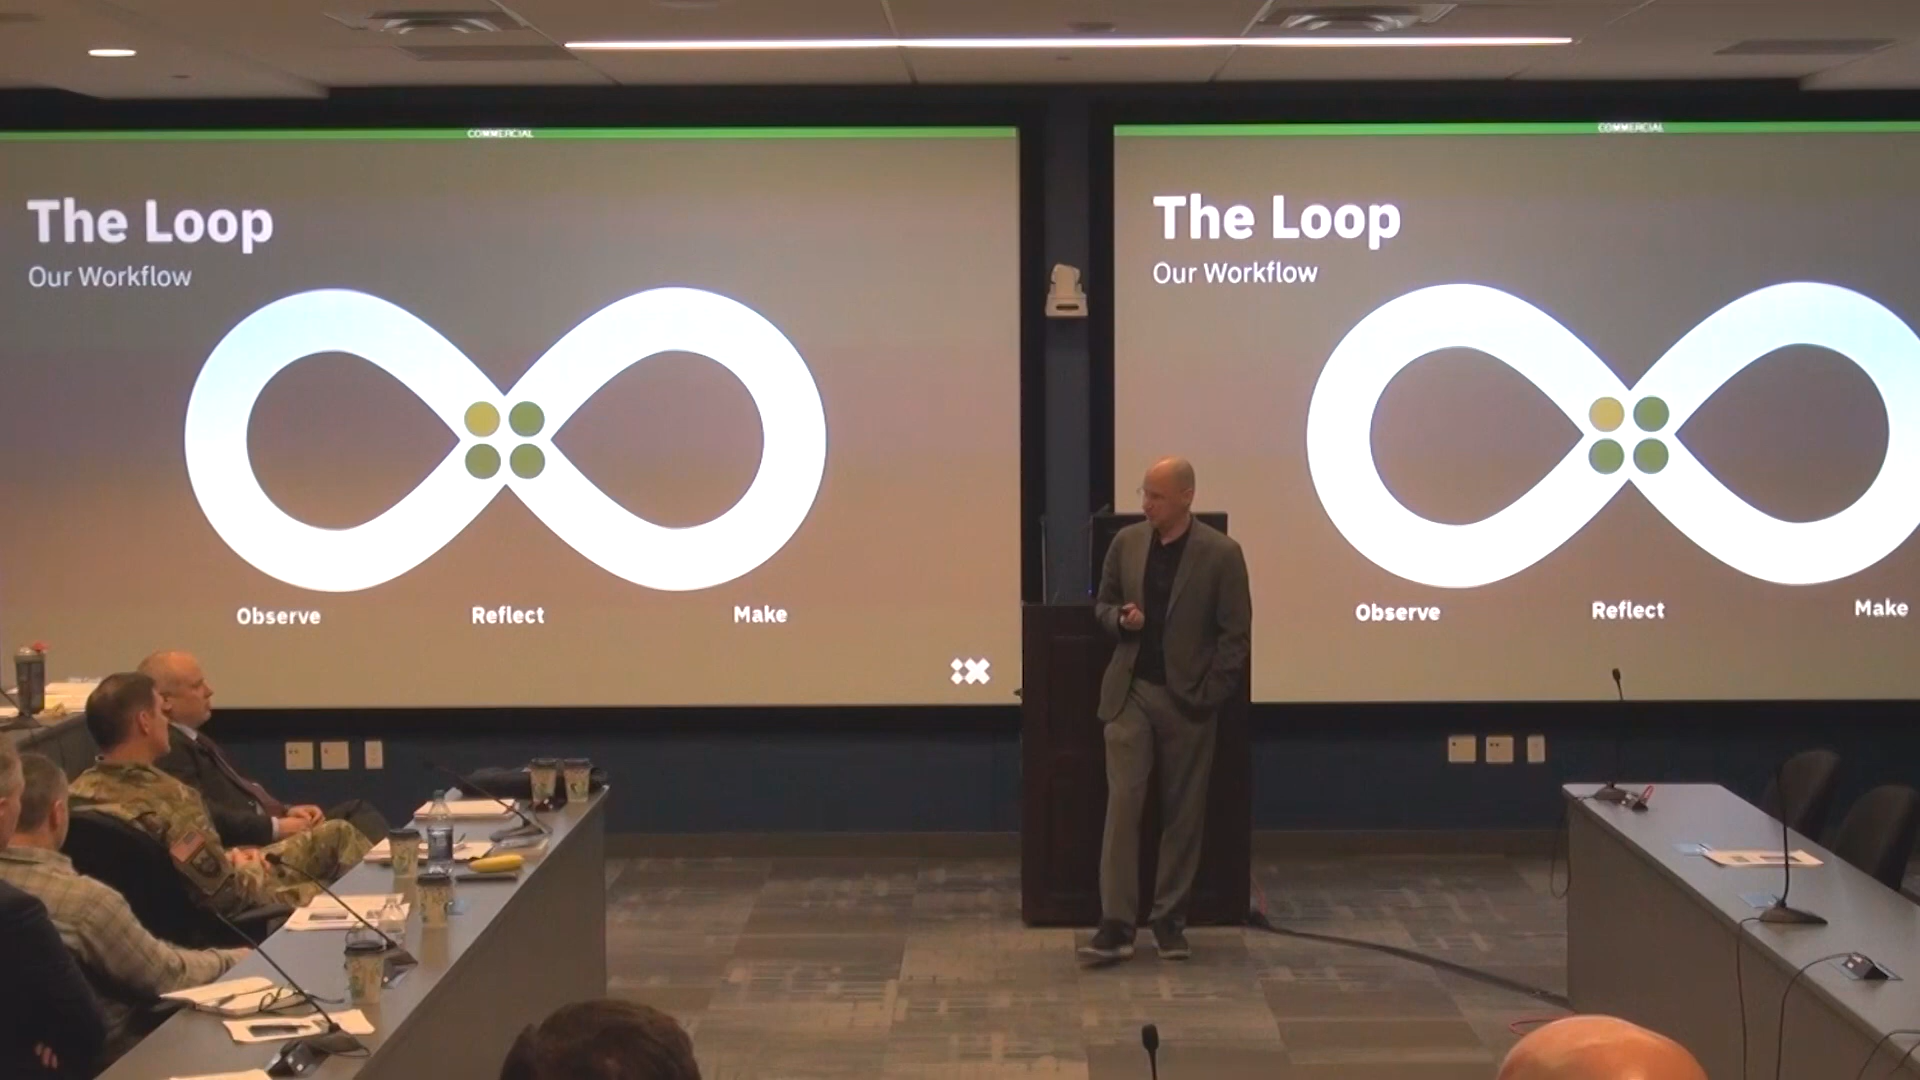 COMMERCIAL
The Loop
Our Workflow
Observe Reflect Make
COMMERCIAL
The Loop
Our Workflow
Observe Reflect Make